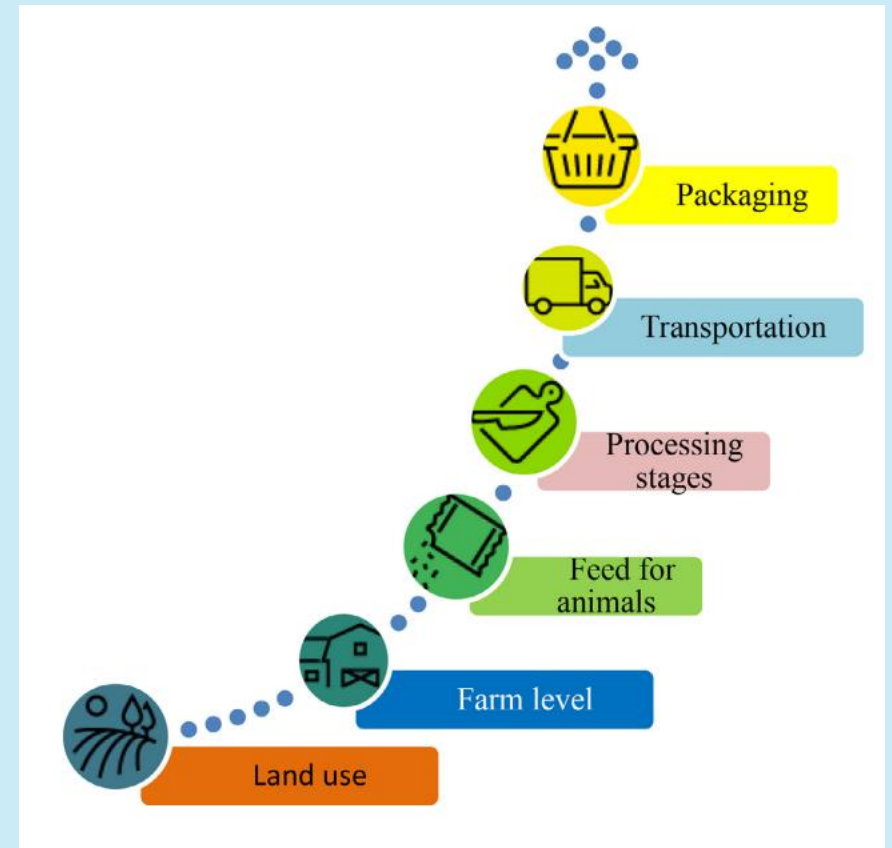 Packaging
Transportation
Processing
stages
Feed for
animals
Farm level
Land use